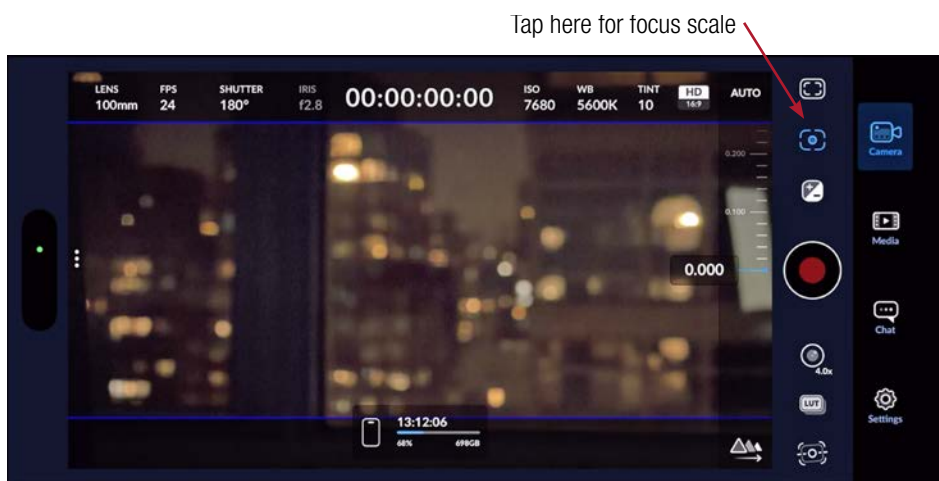 Tap here for focus scale
LENS FPS SHUTTER IRIS 00:00:00:00 ISO WB TINT HD AUTO
100mm 24 180° f2.8 7680 5600K 10 16:9
0.200
Camera
0.100
Media
0.000
Chat
4.0x
LUT
13:12:06
68% 698GB
Settings